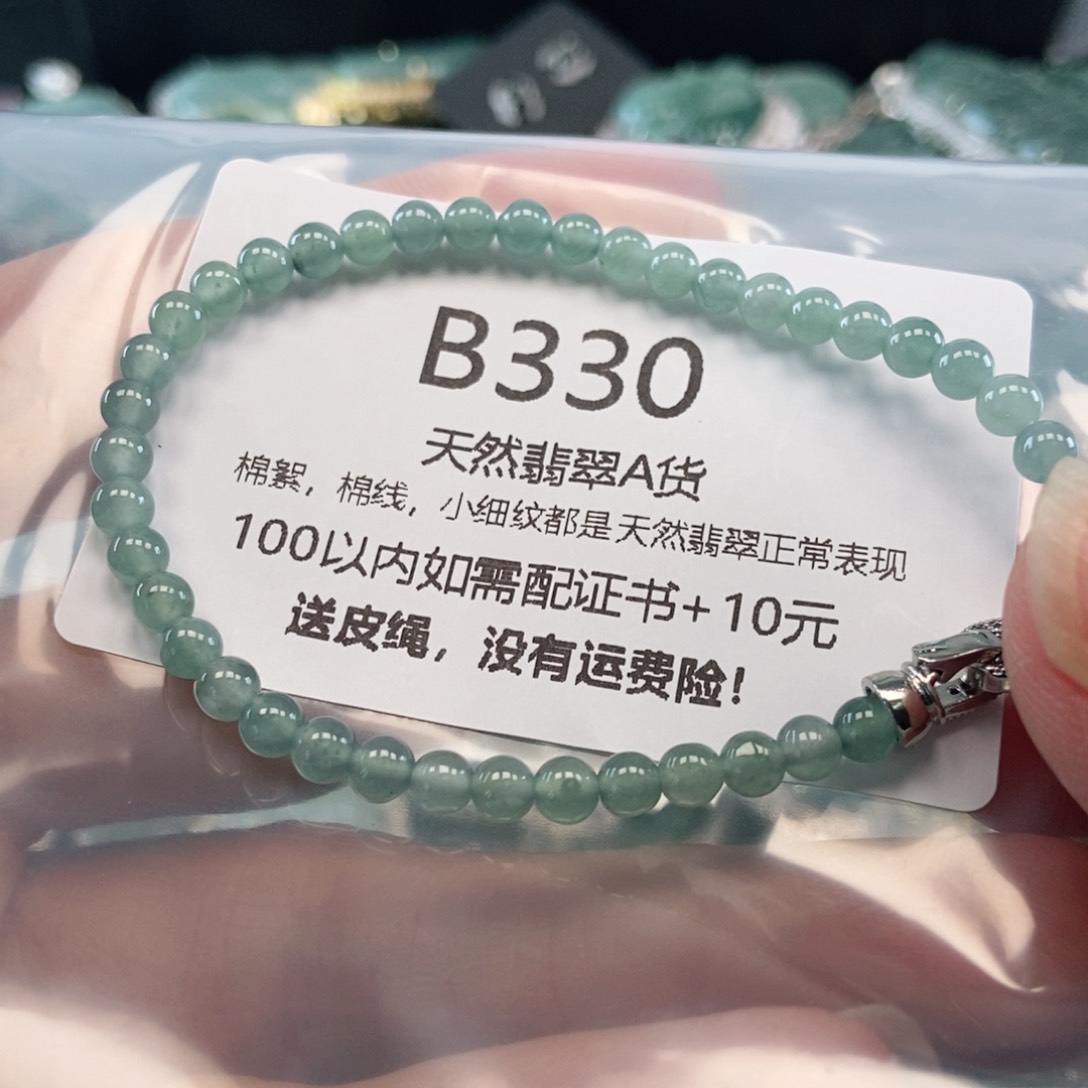 B330
天然翡翠A货
棉絮，棉线，小细纹都是天然翡翠正常表现
100以内如需配证书+10元
送皮绳，没有运费险！